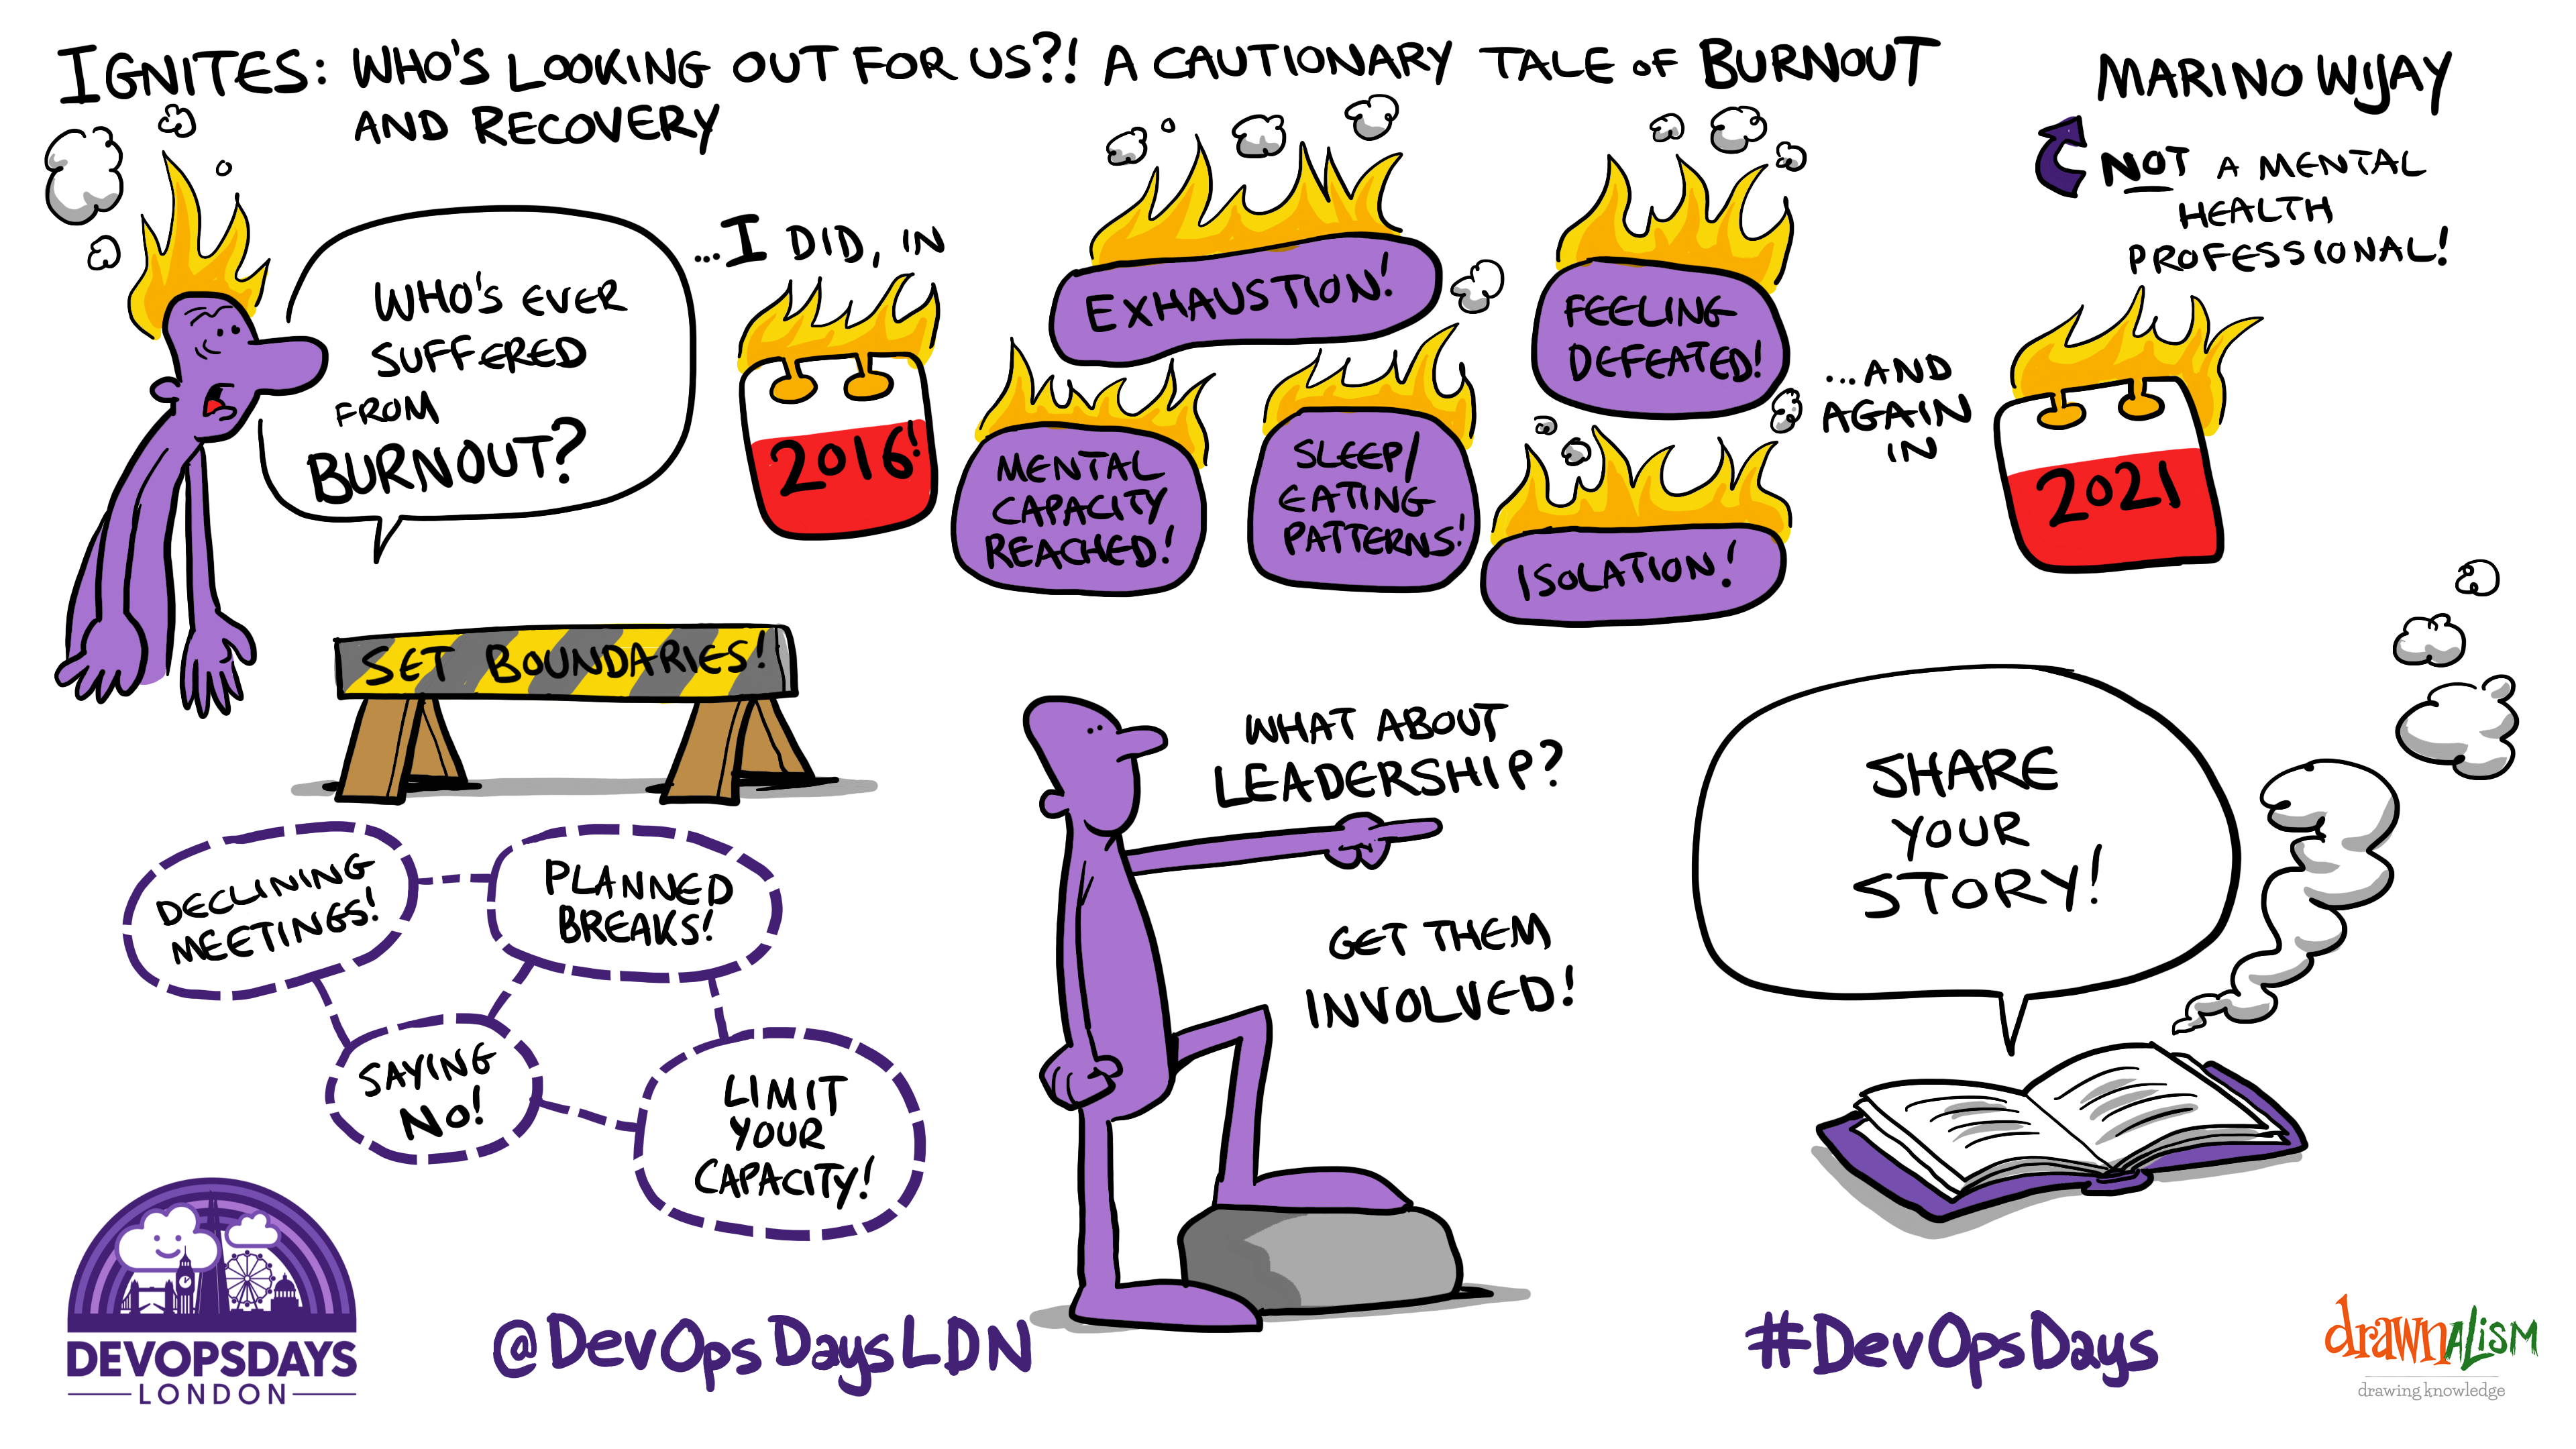 IGNITES: WHO'S LOOKING OUT FOR US?! A CAUTIONARY TALE OF BURNOUT
AND RECOVERY
MARINO WIJAY
NOT A MENTAL
HEALTH
PROFESSIONAL!
WHO'S EVER
SUFFERED
FROM
BURNOUT?
...I DID, IN
2016!
EXHAUSTION!
MENTAL
CAPACITY
REACHED!
SLEEP/
EATING
PATTERNS!
FEELING
DEFEATED!
ISOLATION!
...AND
AGAIN
IN
2021
SET BOUNDARIES!
DECLINING
MEETINGS!
PLANNED
BREAKS!
SAYING
NO!
LIMIT
YOUR
CAPACITY!
WHAT ABOUT
LEADERSHIP?
GET THEM
INVOLVED!
SHARE
YOUR
STORY!
DEVOPSDAYS
LONDON
@DevOpsDaysLDN
#DevOpsDays
drawnalism
drawing knowledge